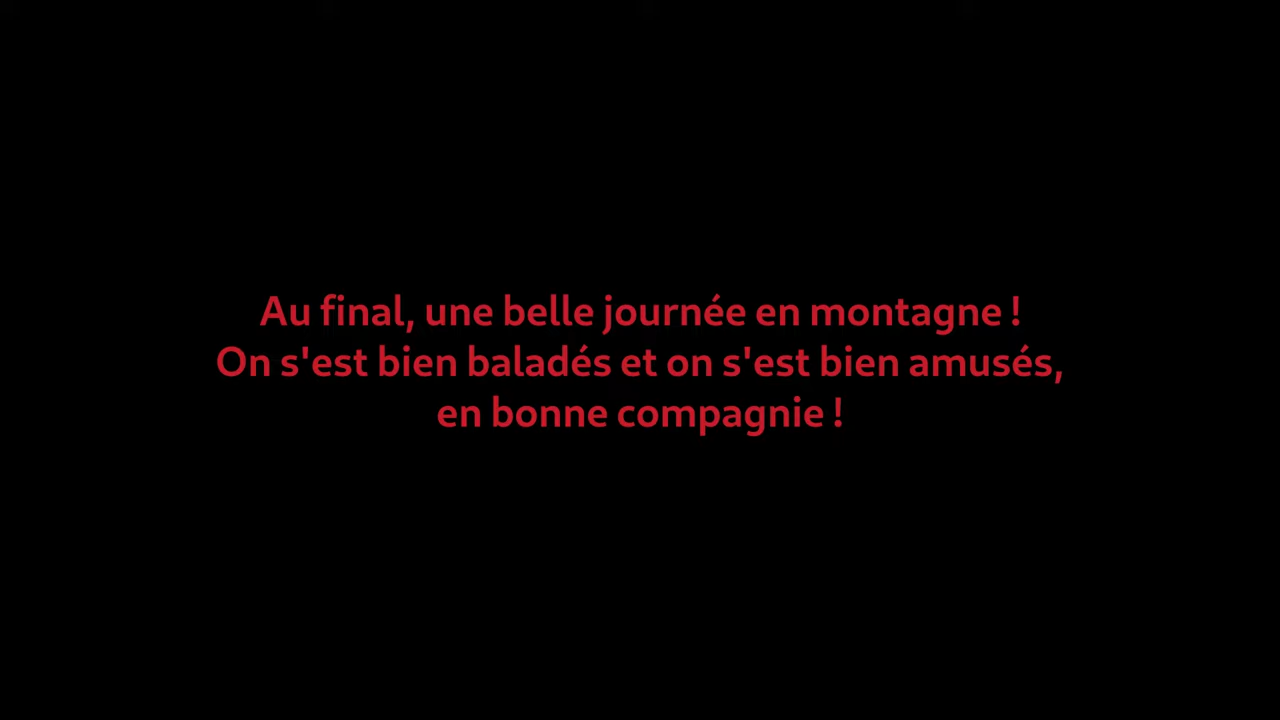 Au final, une belle journée en montagne !
On s'est bien baladés et on s'est bien amusés,
en bonne compagnie !